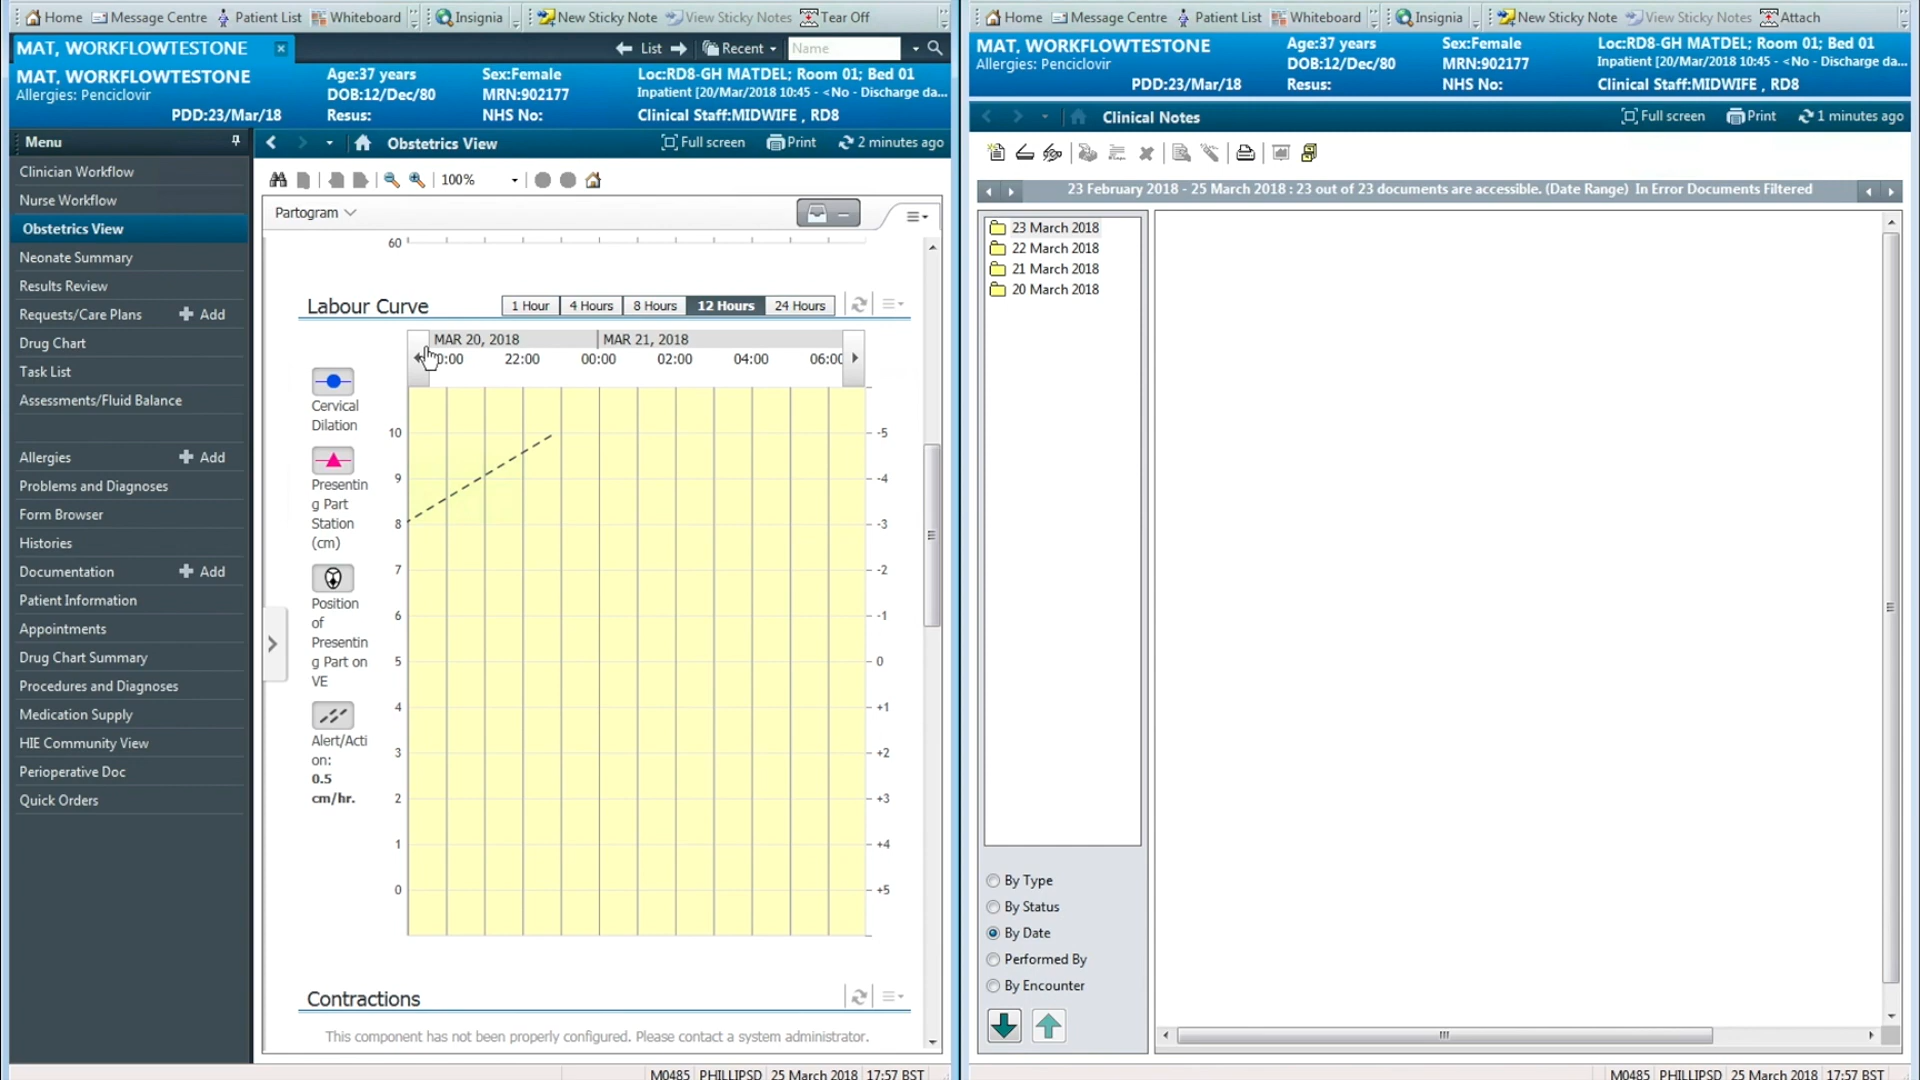 Home Message Centre Patient List Whiteboard Insignia New Sticky Note View Sticky Notes Tear Off
MAT, WORKFLOWTESTONE × List Recent Name
MAT, WORKFLOWTESTONE Age:37 years Sex:Female Loc:RD8-GH MATDEL; Room 01; Bed 01
Allergies: Penciclovir DOB:12/Dec/80 MRN:902177 Inpatient [20/Mar/2018 10:45 - <No - Discharge da...
PDD:23/Mar/18 Resus: NHS No: Clinical Staff:MIDWIFE , RD8
Menu
Clinician Workflow
Nurse Workflow
Obstetrics View
Neonate Summary
Results Review
Requests/Care Plans + Add
Drug Chart
Task List
Assessments/Fluid Balance
Allergies + Add
Problems and Diagnoses
Form Browser
Histories
Documentation + Add
Patient Information
Appointments
Drug Chart Summary
Procedures and Diagnoses
Medication Supply
HIE Community View
Perioperative Doc
Quick Orders
Obstetrics View Full screen Print 2 minutes ago
100%
Partogram
60
Labour Curve 1 Hour 4 Hours 8 Hours 12 Hours 24 Hours
MAR 20, 2018 MAR 21, 2018
0:00 22:00 00:00 02:00 04:00 06:00
Cervical
Dilation
Presentin
g Part
Station
(cm)
Position
of
Presentin
g Part on
VE
Alert/Acti
on:
0.5
cm/hr.
10 -5
9 -4
8 -3
7 -2
6 -1
5 0
4 +1
3 +2
2 +3
1 +4
0 +5
Contractions
This component has not been properly configured. Please contact a system administrator.
M0485 PHILLIPSD 25 March 2018 17:57 BST
Home Message Centre Patient List Whiteboard Insignia New Sticky Note View Sticky Notes Attach
MAT, WORKFLOWTESTONE Age:37 years Sex:Female Loc:RD8-GH MATDEL; Room 01; Bed 01
Allergies: Penciclovir DOB:12/Dec/80 MRN:902177 Inpatient [20/Mar/2018 10:45 - <No - Discharge da...
PDD:23/Mar/18 Resus: NHS No: Clinical Staff:MIDWIFE , RD8
Clinical Notes Full screen Print 1 minutes ago
23 February 2018 - 25 March 2018 : 23 out of 23 documents are accessible. (Date Range) In Error Documents Filtered
23 March 2018
22 March 2018
21 March 2018
20 March 2018
By Type
By Status
By Date
Performed By
By Encounter
M0485 PHILLIPSD 25 March 2018 17:57 BST